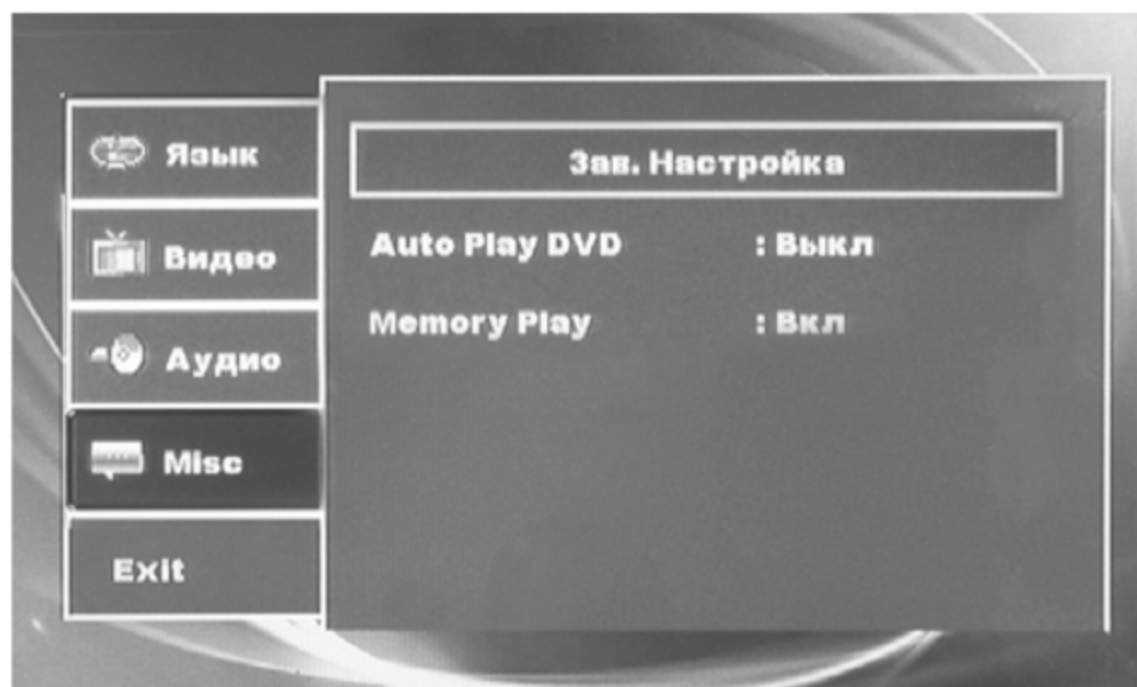 Язык
Видео
Аудио
Misc
Exit
Зав. Настройка
Auto Play DVD : Выкл
Memory Play : Вкл